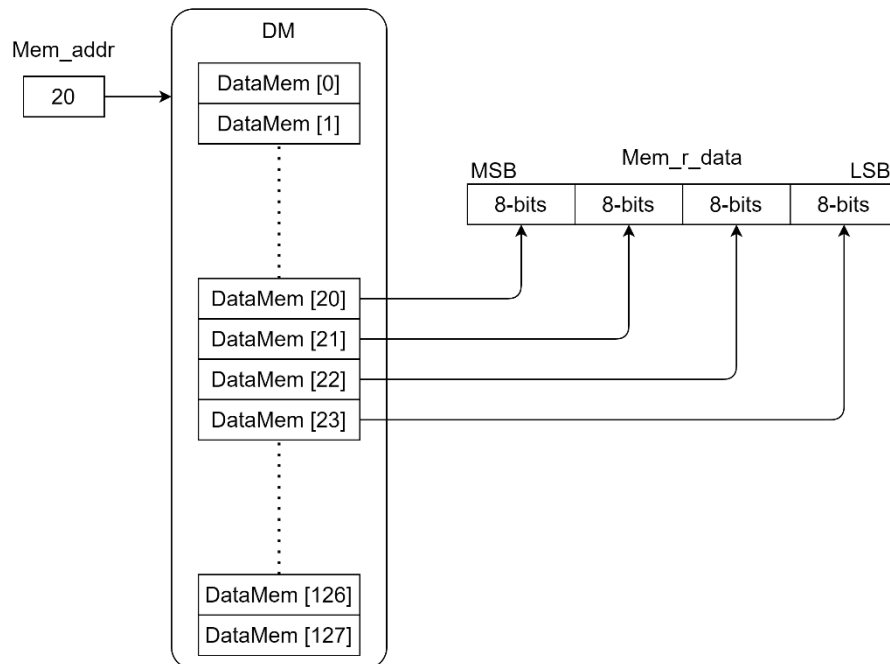 DM
Mem_addr
20
DataMem [0]
DataMem [1]
Mem_r_data
MSB
LSB
8-bits
8-bits
8-bits
8-bits
DataMem [20]
DataMem [21]
DataMem [22]
DataMem [23]
DataMem [126]
DataMem [127]